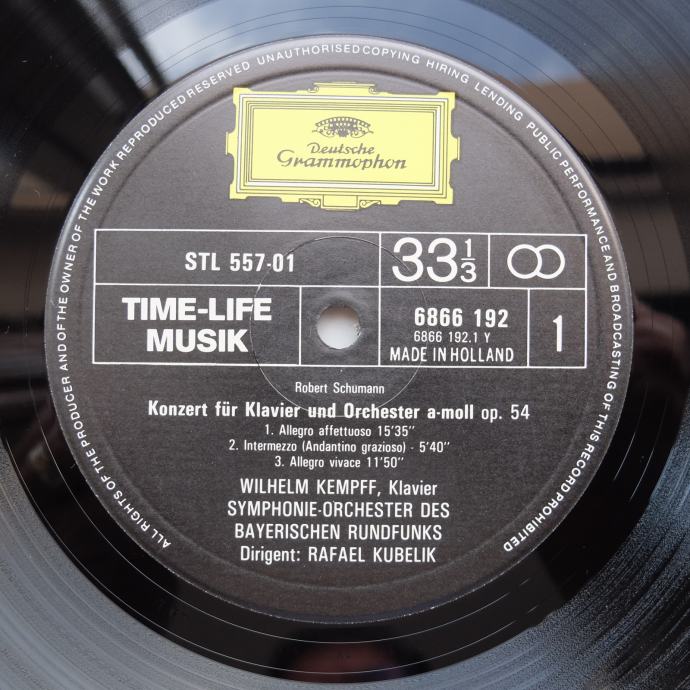 ALL RIGHTS OF THE PRODUCER AND OF THE OWNER OF THE WORK REPRODUCED RESERVED UNAUTHORISED COPYING HIRING LENDING PUBLIC PERFORMANCE AND BROADCASTING OF THIS RECORD PROHIBITED
Deutsche
Grammophon
STL 557-01
33 1/3
TIME-LIFE
MUSIK
6866 192
6866 192.1 Y
MADE IN HOLLAND
1
Robert Schumann
Konzert für Klavier und Orchester a-moll op. 54
1. Allegro affettuoso 15'35''
2. Intermezzo (Andantino grazioso) - 5'40''
3. Allegro vivace 11'50''
WILHELM KEMPFF, Klavier
SYMPHONIE-ORCHESTER DES
BAYERISCHEN RUNDFUNKS
Dirigent: RAFAEL KUBELIK